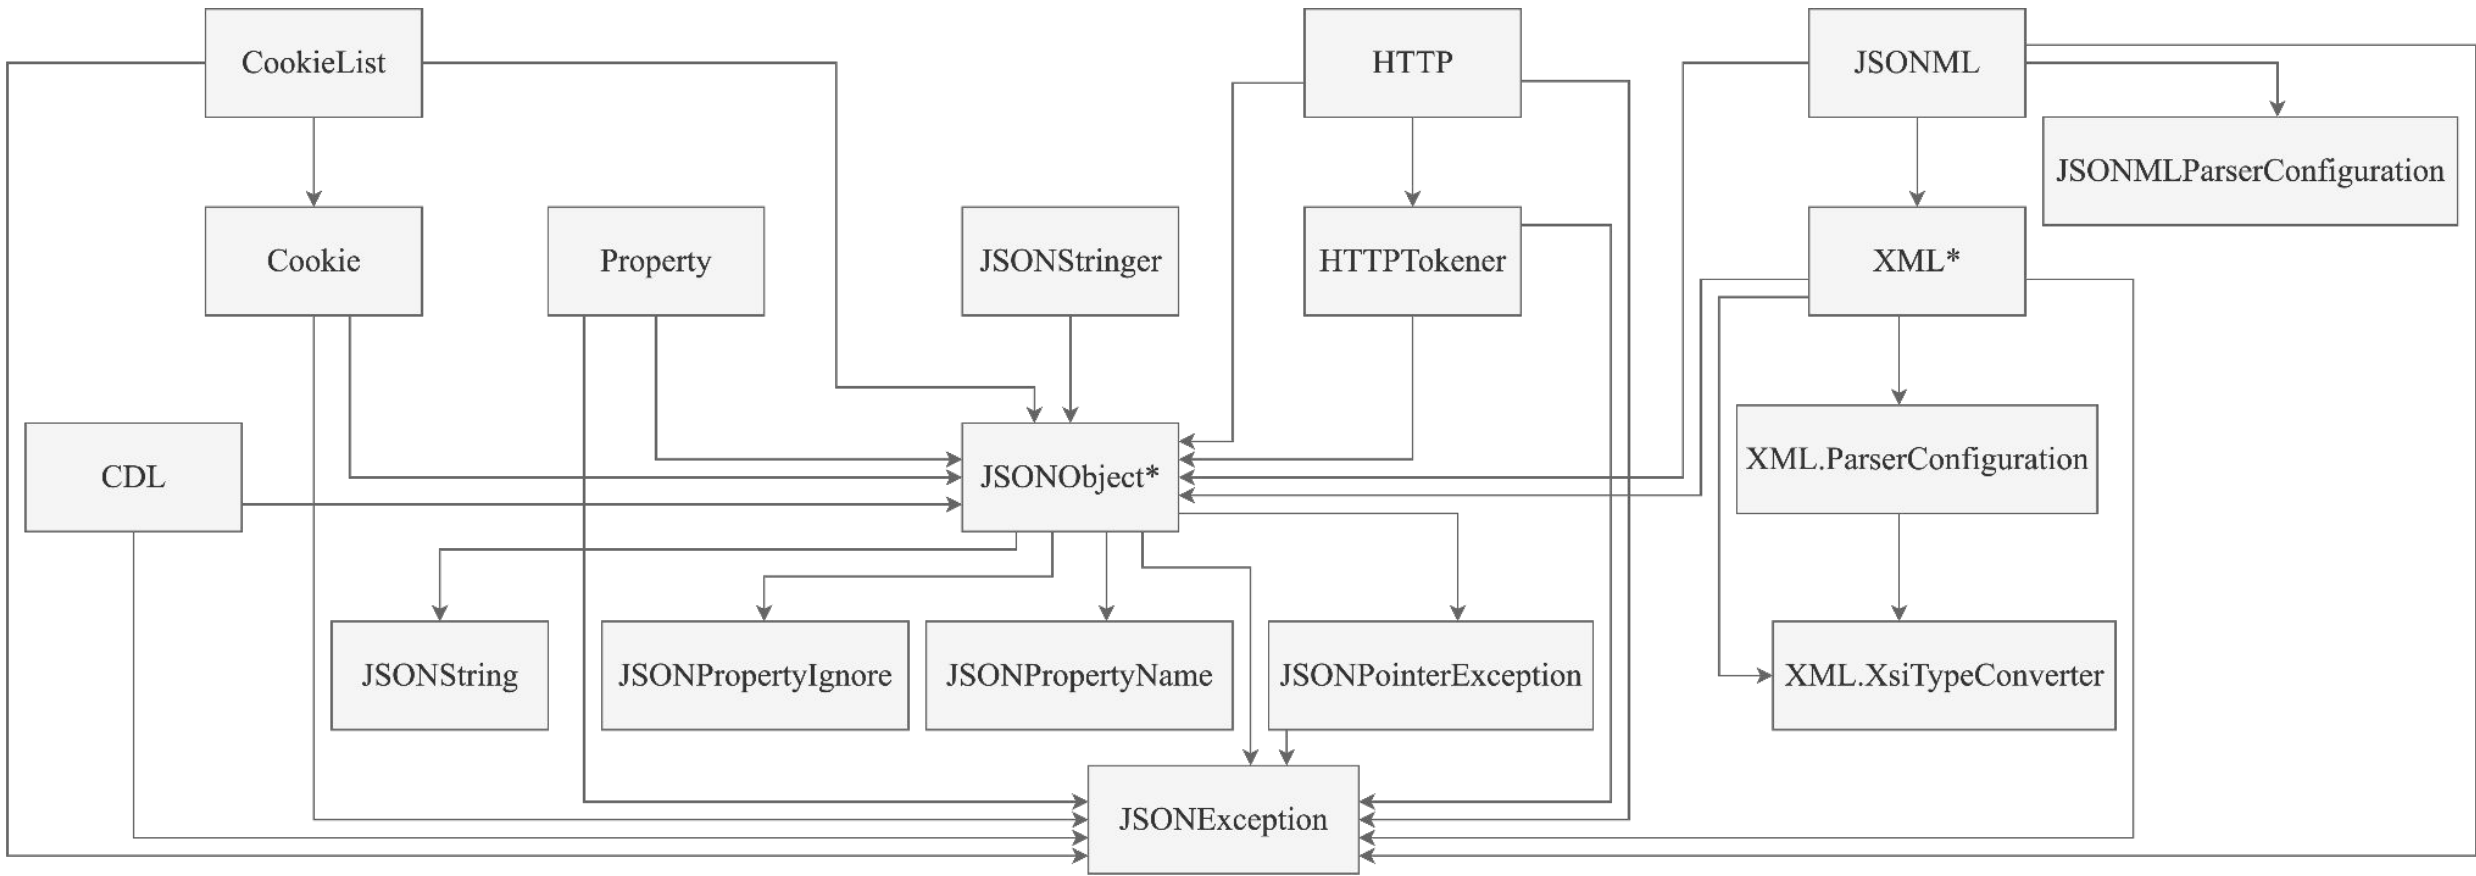 CookieList
HTTP
JSONML
JSONMLParserConfiguration
Cookie
Property
JSONStringer
HTTPTokener
XML*
CDL
JSONObject*
XML.ParserConfiguration
JSONString
JSONPropertyIgnore
JSONPropertyName
JSONPointerException
XML.XsiTypeConverter
JSONException